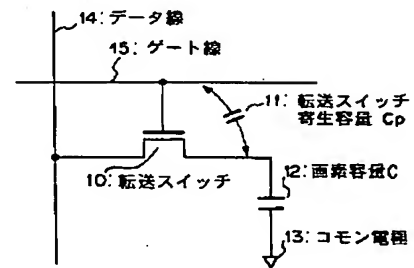 14:データ線
15:ゲート線
11:転送スイッチ
寄生容量 Cp
10:転送スイッチ
12:画素容量C
13:コモン電極